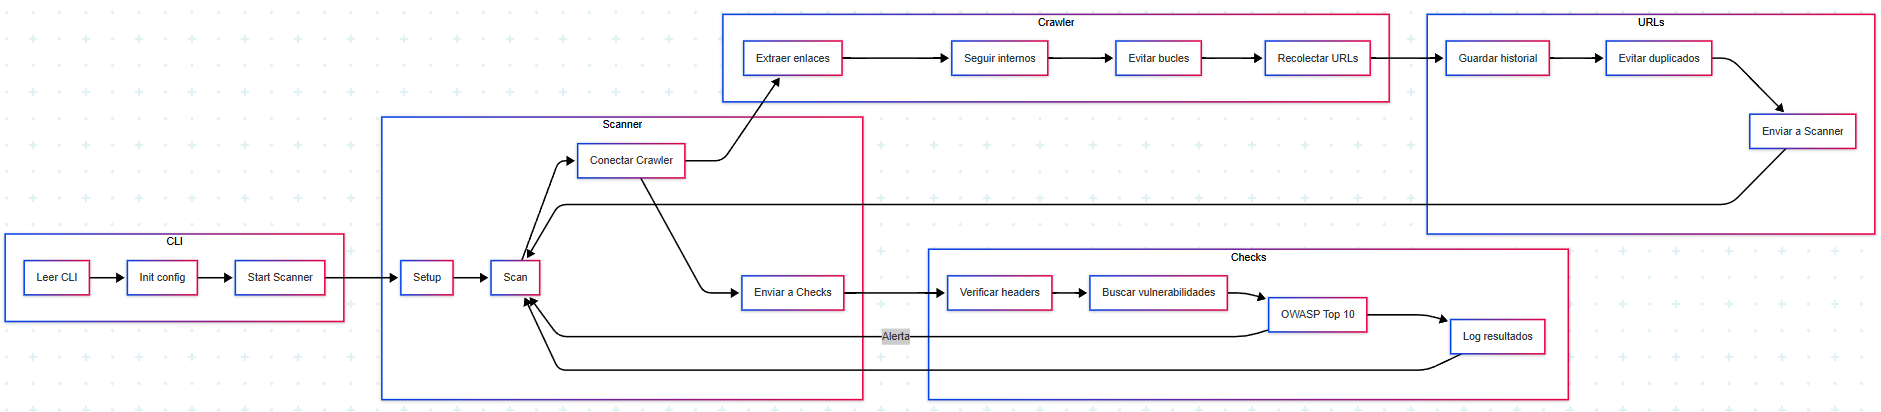 Crawler
Extraer enlaces
Seguir internos
Evitar bucles
Recolectar URLs
URLs
Guardar historial
Evitar duplicados
Enviar a Scanner
Scanner
Conectar Crawler
CLI
Leer CLI
Init config
Start Scanner
Setup
Scan
Enviar a Checks
Checks
Verificar headers
Buscar vulnerabilidades
OWASP Top 10
Alerta
Log resultados